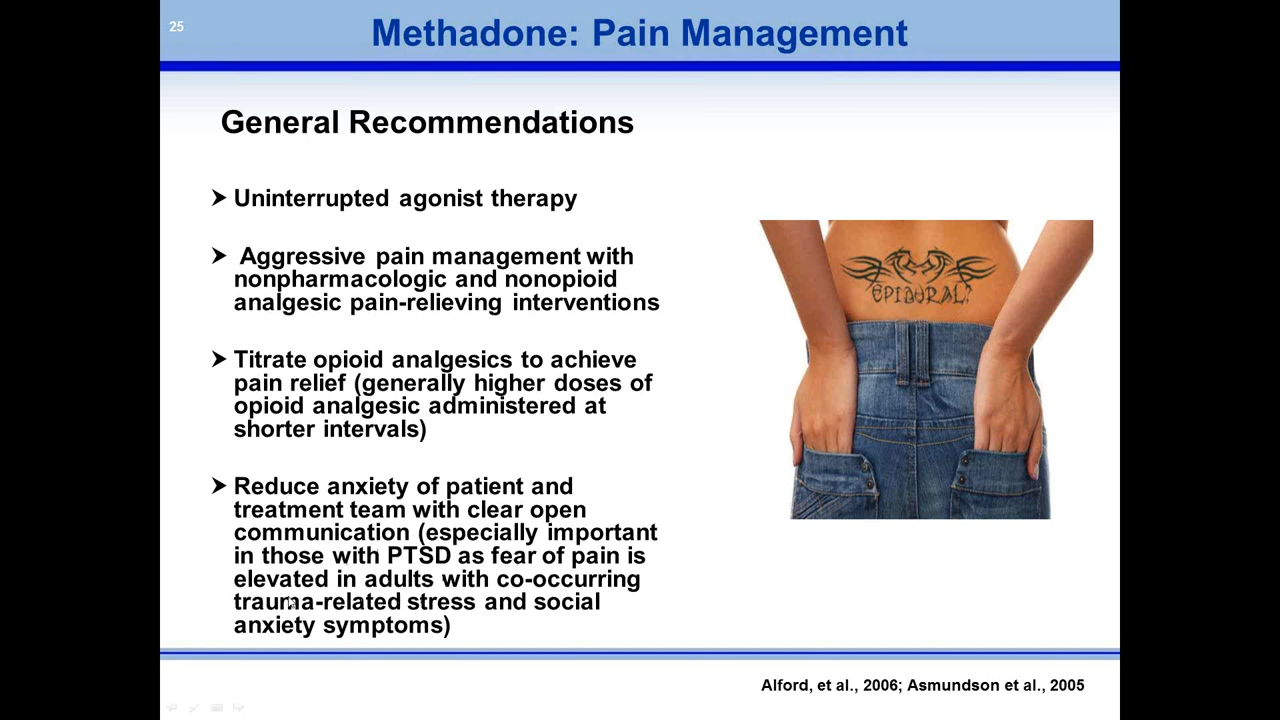 25
Methadone: Pain Management
General Recommendations
➢ Uninterrupted agonist therapy
➢ Aggressive pain management with
nonpharmacologic and nonopioid
analgesic pain-relieving interventions
➢ Titrate opioid analgesics to achieve
pain relief (generally higher doses of
opioid analgesic administered at
shorter intervals)
➢ Reduce anxiety of patient and
treatment team with clear open
communication (especially important
in those with PTSD as fear of pain is
elevated in adults with co-occurring
trauma-related stress and social
anxiety symptoms)
EPIDURAL?
Alford, et al., 2006; Asmundson et al., 2005